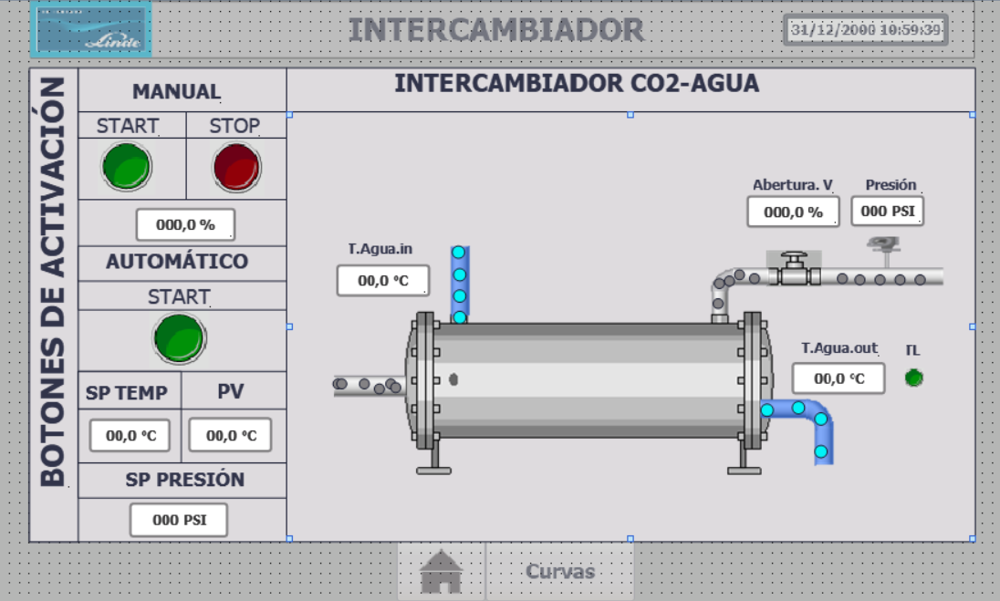 Linde
INTERCAMBIADOR
31/12/2000 10:59:39
BOTONES DE ACTIVACIÓN
MANUAL
START
STOP
000,0 %
AUTOMÁTICO
START
SP TEMP
PV
00,0 °C
00,0 °C
SP PRESIÓN
000 PSI
INTERCAMBIADOR CO2-AGUA
Abertura. V
Presión
000,0 %
000 PSI
T.Agua.in
00,0 °C
T.Agua.out
TL
00,0 °C
Curvas